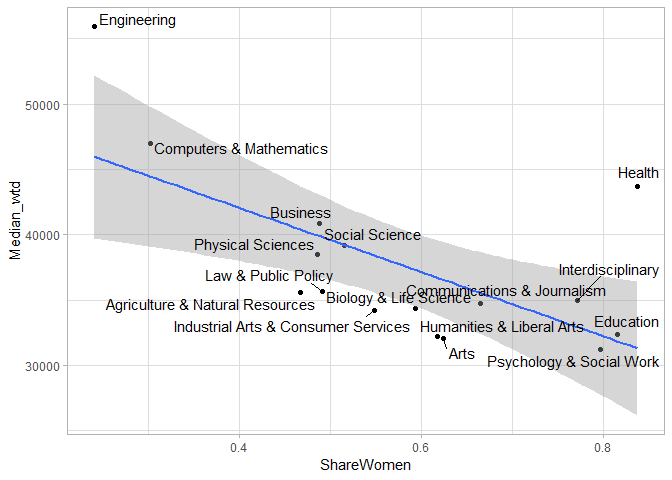 Engineering
50000
Computers & Mathematics
Health
Business
Social Science
40000
Physical Sciences
Law & Public Policy
Interdisciplinary
Communications & Journalism
Agriculture & Natural Resources
Biology & Life Science
Industrial Arts & Consumer Services
Humanities & Liberal Arts
Education
Arts
Psychology & Social Work
30000
Median_wtd
0.4
0.6
0.8
ShareWomen